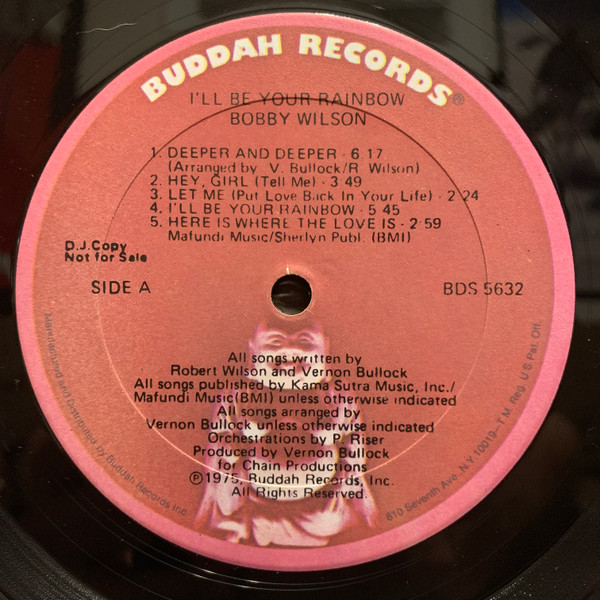 BUDDAH RECORDS®
I'LL BE YOUR RAINBOW
BOBBY WILSON
1. DEEPER AND DEEPER · 6 17
(Arranged by V. Bullock/R Wilson)
2. HEY, GIRL (Tell Me) · 3 49
3. LET ME (Put Love Back In Your Life) · 2 24
4. I'LL BE YOUR RAINBOW · 5 45
5. HERE IS WHERE THE LOVE IS · 2 59
Mafundi Music/Sherlyn Publ. (BMI)
D.J. Copy
Not for Sale
SIDE A
BDS 5632
All songs written by
Robert Wilson and Vernon Bullock
All songs published by Kama Sutra Music, Inc./
Mafundi Music(BMI) unless otherwise indicated
All songs arranged by
Vernon Bullock unless otherwise indicated
Orchestrations by P. Riser
Produced by Vernon Bullock
for Chain Productions
℗1975, Buddah Records, Inc.
All Rights Reserved.
Manufactured and Distributed by Buddah Records Inc.
810 Seventh Ave., N.Y. 10019—T.M. Reg. U S Pat. Off.